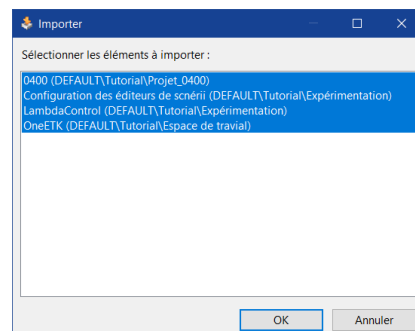 Importer
Sélectionner les éléments à importer :
0400 (DEFAULT\Tutorial\Projet_0400)
Configuration des éditeurs de scnérii (DEFAULT\Tutorial\Expérimentation)
LambdaControl (DEFAULT\Tutorial\Expérimentation)
OneETK (DEFAULT\Tutorial\Espace de travial)
OK Annuler